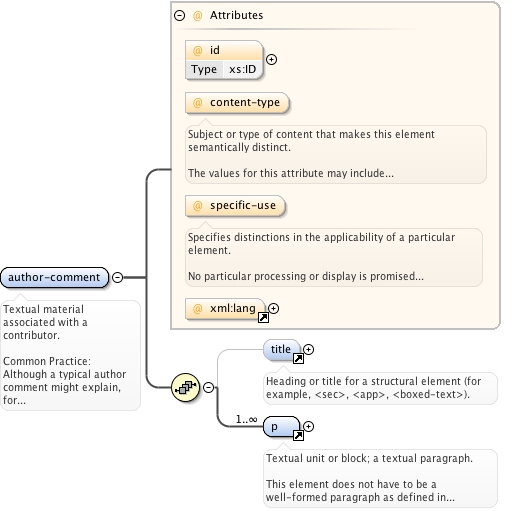 Attributes
@ id
Type xs:ID
@ content-type
Subject or type of content that makes this element
semantically distinct.
The values for this attribute may include...
@ specific-use
Specifies distinctions in the applicability of a particular
element.
No particular processing or display is promised...
@ xml:lang
author-comment
Textual material
associated with a
contributor.
Common Practice:
Although a typical author
comment might explain,
for...
title
Heading or title for a structural element (for
example, <sec>, <app>, <boxed-text>).
1..∞
p
Textual unit or block; a textual paragraph.
This element does not have to be a
well-formed paragraph as defined in...